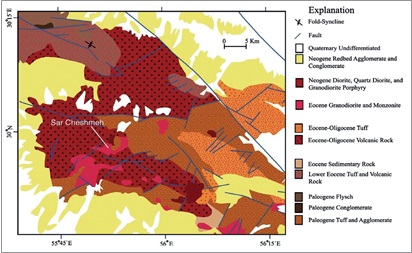 Explanation
Fold-Syncline
Fault
Quaternary Undifferentiated
Neogene Redbed Agglomerate and
Conglomerate
Neogene Diorite, Quartz Diorite, and
Granodiorite Porphyry
Eocene Granodiorite and Monzonite
Eocene-Oligocene Tuff
Eocene-Oligocene Volcanic Rock
Eocene Sedimentary Rock
Lower Eocene Tuff and Volcanic
Rock
Paleogene Flysch
Paleogene Conglomerate
Paleogene Tuff and Agglomerate
30˚15'E
0 5 Km
Sar Cheshmeh
30˚N
55˚45'E
56˚E
56˚15'E